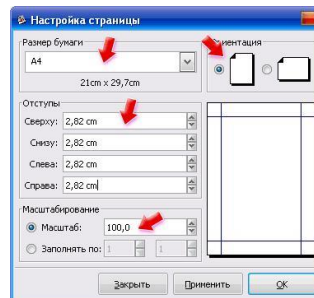 Настройка страницы
Размер бумаги
A4
21cm x 29,7cm
Ориентация
Отступы
Сверху: 2,82 cm
Снизу: 2,82 cm
Слева: 2,82 cm
Справа: 2,82 cm
Масштабирование
Масштаб: 100,0
Заполнять по: 1 1
Закрыть Применить OK